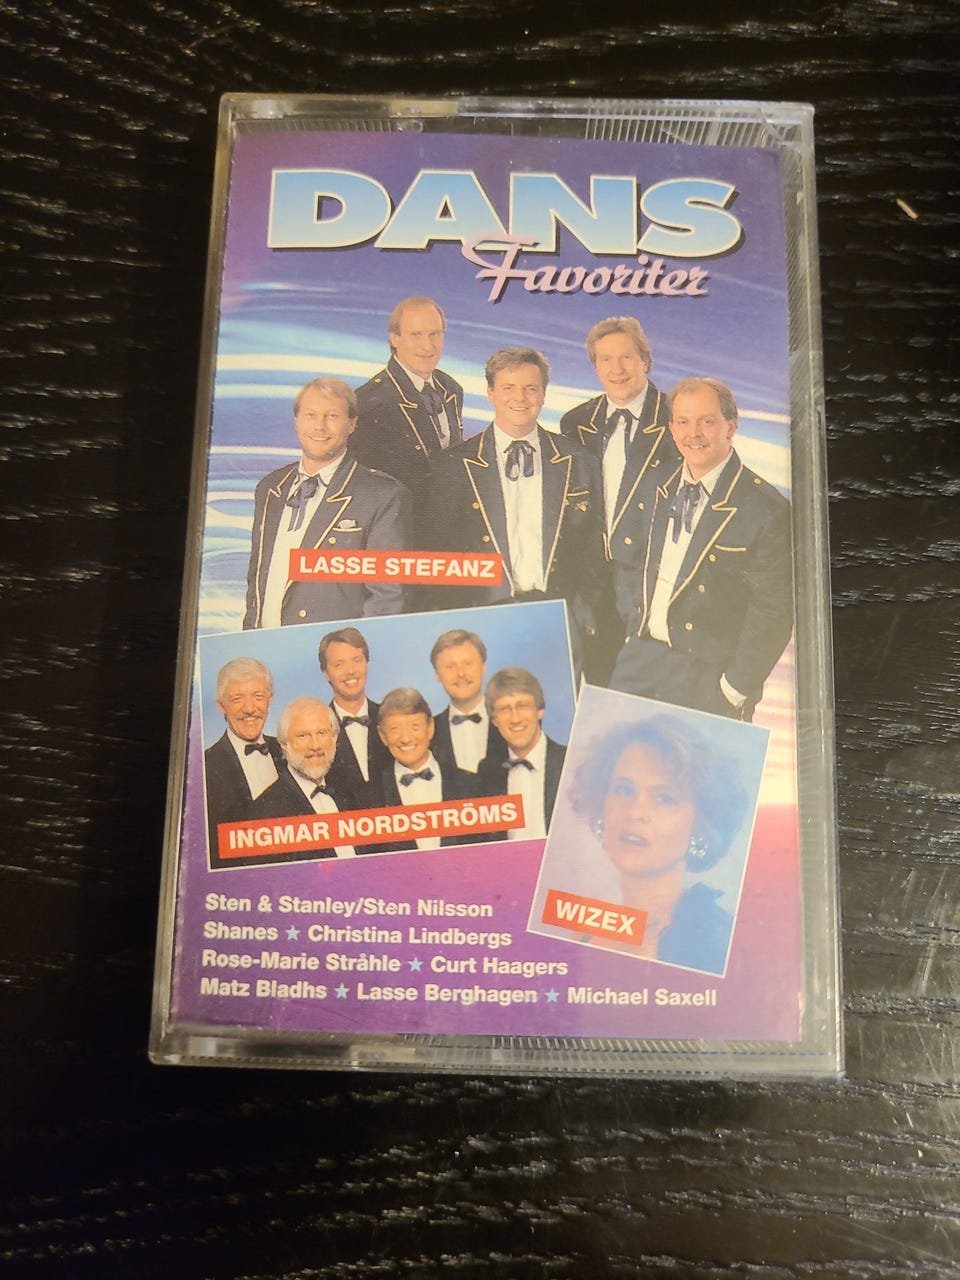 DANS
Favoriter
LASSE STEFANZ
INGMAR NORDSTRÖMS
WIZEX
Sten & Stanley/Sten Nilsson
Shanes ★ Christina Lindbergs
Rose-Marie Stråhle ★ Curt Haagers
Matz Bladhs ★ Lasse Berghagen ★ Michael Saxell